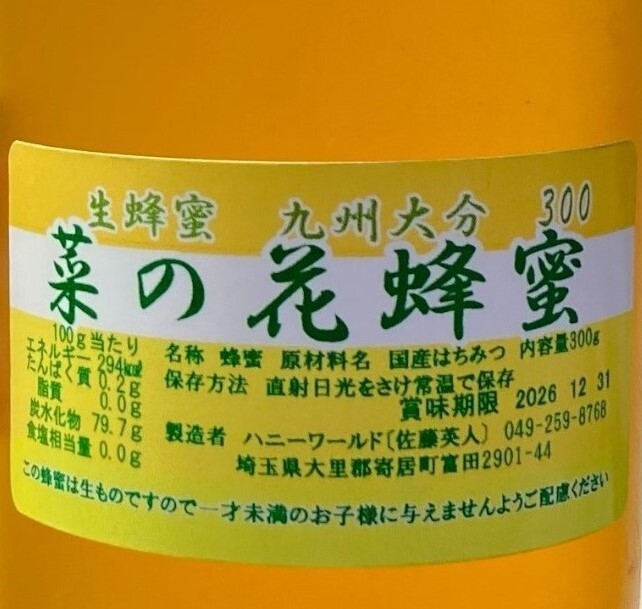 生蜂蜜 九州大分 300
菜の花蜂蜜
100g当たり
エネルギー 294kcal
たんぱく質 0.2g
脂質 0.0g
炭水化物 79.7g
食塩相当量 0.0g
名称 蜂蜜 原材料名 国産はちみつ 内容量300g
保存方法 直射日光をさけ常温で保存
賞味期限 2026 12 31
製造者 ハニーワールド〔佐藤英人〕 049-259-8768
埼玉県大里郡寄居町富田2901-44
この蜂蜜は生ものですので一才未満のお子様に与えませんようご配慮ください